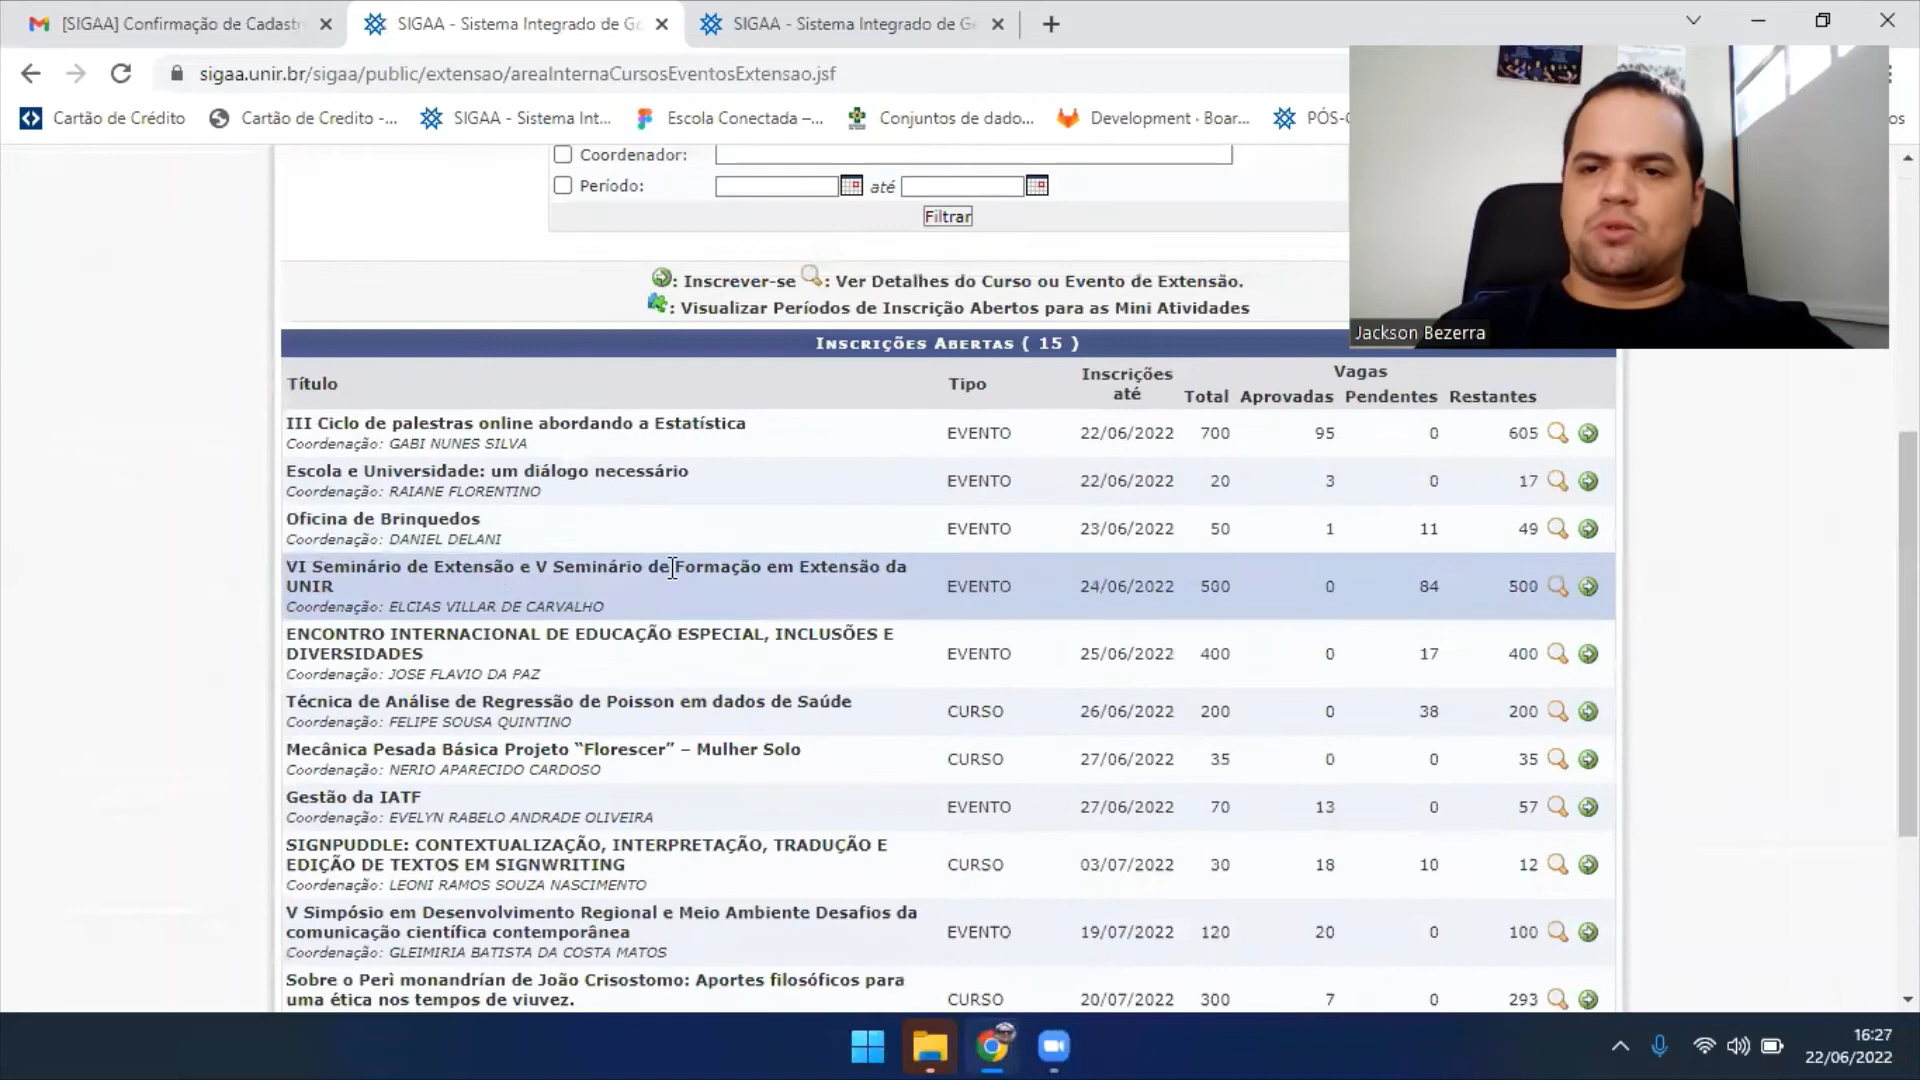 [SIGAA] Confirmação de Cadast
SIGAA - Sistema Integrado de G
SIGAA - Sistema Integrado de G
sigaa.unir.br/sigaa/public/extensao/areaInternaCursosEventosExtensao.jsf
Cartão de Crédito
Cartão de Credito -...
SIGAA - Sistema Int...
Escola Conectada –...
Conjuntos de dado...
Development · Boar...
PÓS-
os
Coordenador:
Período:
até
Filtrar
: Inscrever-se : Ver Detalhes do Curso ou Evento de Extensão.
: Visualizar Períodos de Inscrição Abertos para as Mini Atividades
Jackson Bezerra
Inscrições Abertas ( 15 )
Título Tipo Inscrições até Vagas
Total Aprovadas Pendentes Restantes
III Ciclo de palestras online abordando a Estatística
Coordenação: GABI NUNES SILVA
EVENTO 22/06/2022 700 95 0 605
Escola e Universidade: um diálogo necessário
Coordenação: RAIANE FLORENTINO
EVENTO 22/06/2022 20 3 0 17
Oficina de Brinquedos
Coordenação: DANIEL DELANI
EVENTO 23/06/2022 50 1 11 49
VI Seminário de Extensão e V Seminário de Formação em Extensão da
UNIR
Coordenação: ELCIAS VILLAR DE CARVALHO
EVENTO 24/06/2022 500 0 84 500
ENCONTRO INTERNACIONAL DE EDUCAÇÃO ESPECIAL, INCLUSÕES E
DIVERSIDADES
Coordenação: JOSE FLAVIO DA PAZ
EVENTO 25/06/2022 400 0 17 400
Técnica de Análise de Regressão de Poisson em dados de Saúde
Coordenação: FELIPE SOUSA QUINTINO
CURSO 26/06/2022 200 0 38 200
Mecânica Pesada Básica Projeto “Florescer” – Mulher Solo
Coordenação: NERIO APARECIDO CARDOSO
CURSO 27/06/2022 35 0 0 35
Gestão da IATF
Coordenação: EVELYN RABELO ANDRADE OLIVEIRA
EVENTO 27/06/2022 70 13 0 57
SIGNPUDDLE: CONTEXTUALIZAÇÃO, INTERPRETAÇÃO, TRADUÇÃO E
EDIÇÃO DE TEXTOS EM SIGNWRITING
Coordenação: LEONI RAMOS SOUZA NASCIMENTO
CURSO 03/07/2022 30 18 10 12
V Simpósio em Desenvolvimento Regional e Meio Ambiente Desafios da
comunicação científica contemporânea
Coordenação: GLEIMIRIA BATISTA DA COSTA MATOS
EVENTO 19/07/2022 120 20 0 100
Sobre o Perì monandrían de João Crisostomo: Aportes filosóficos para
uma ética nos tempos de viuvez.
CURSO 20/07/2022 300 7 0 293
16:27
22/06/2022